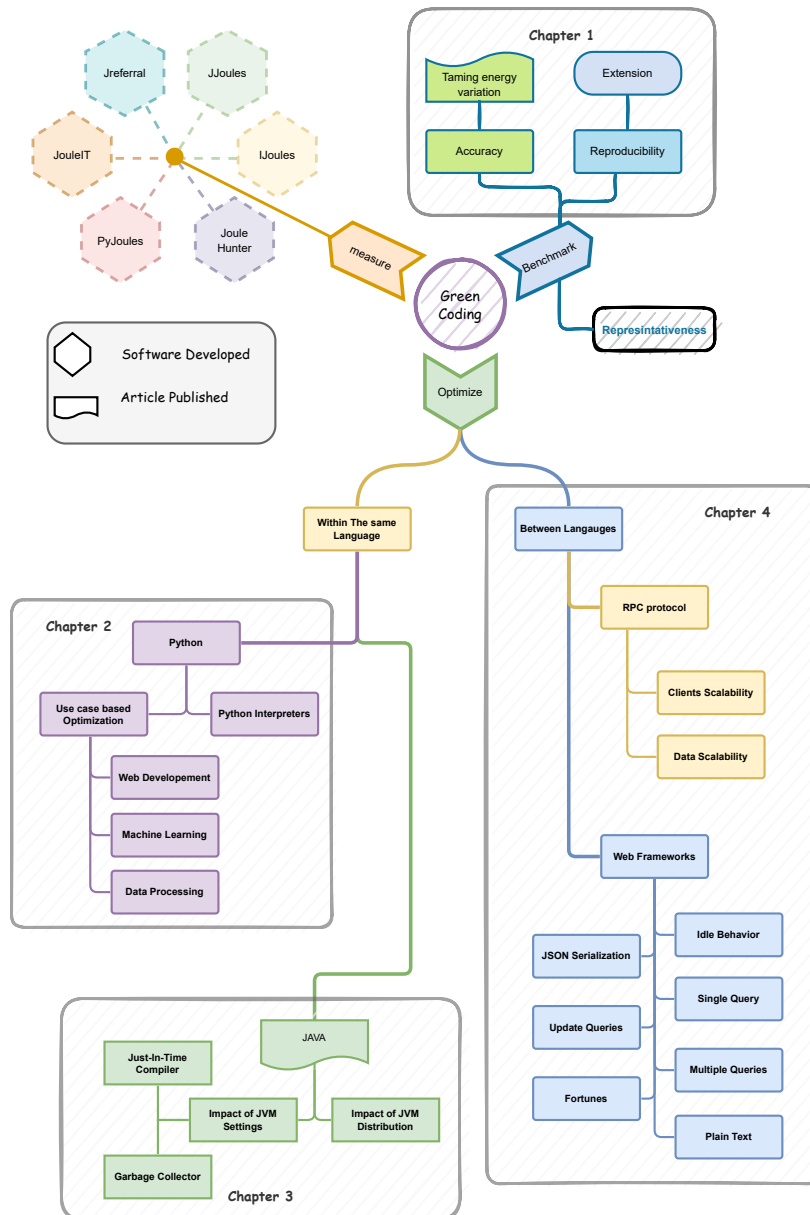 Chapter 1
Taming energy
variation
Extension
Accuracy
Reproducibility
Jreferral
JJoules
JouleIT
IJoules
PyJoules
Joule
Hunter
measure
Benchmark
Green
Coding
Represintativeness
Software Developed
Article Published
Optimize
Within The same
Language
Between Langauges
Chapter 4
RPC protocol
Clients Scalability
Data Scalability
Web Frameworks
Idle Behavior
JSON Serialization
Single Query
Update Queries
Multiple Queries
Fortunes
Plain Text
Chapter 2
Python
Use case based
Optimization
Python Interpreters
Web Developement
Machine Learning
Data Processing
JAVA
Just-In-Time
Compiler
Impact of JVM
Settings
Impact of JVM
Distribution
Garbage Collector
Chapter 3